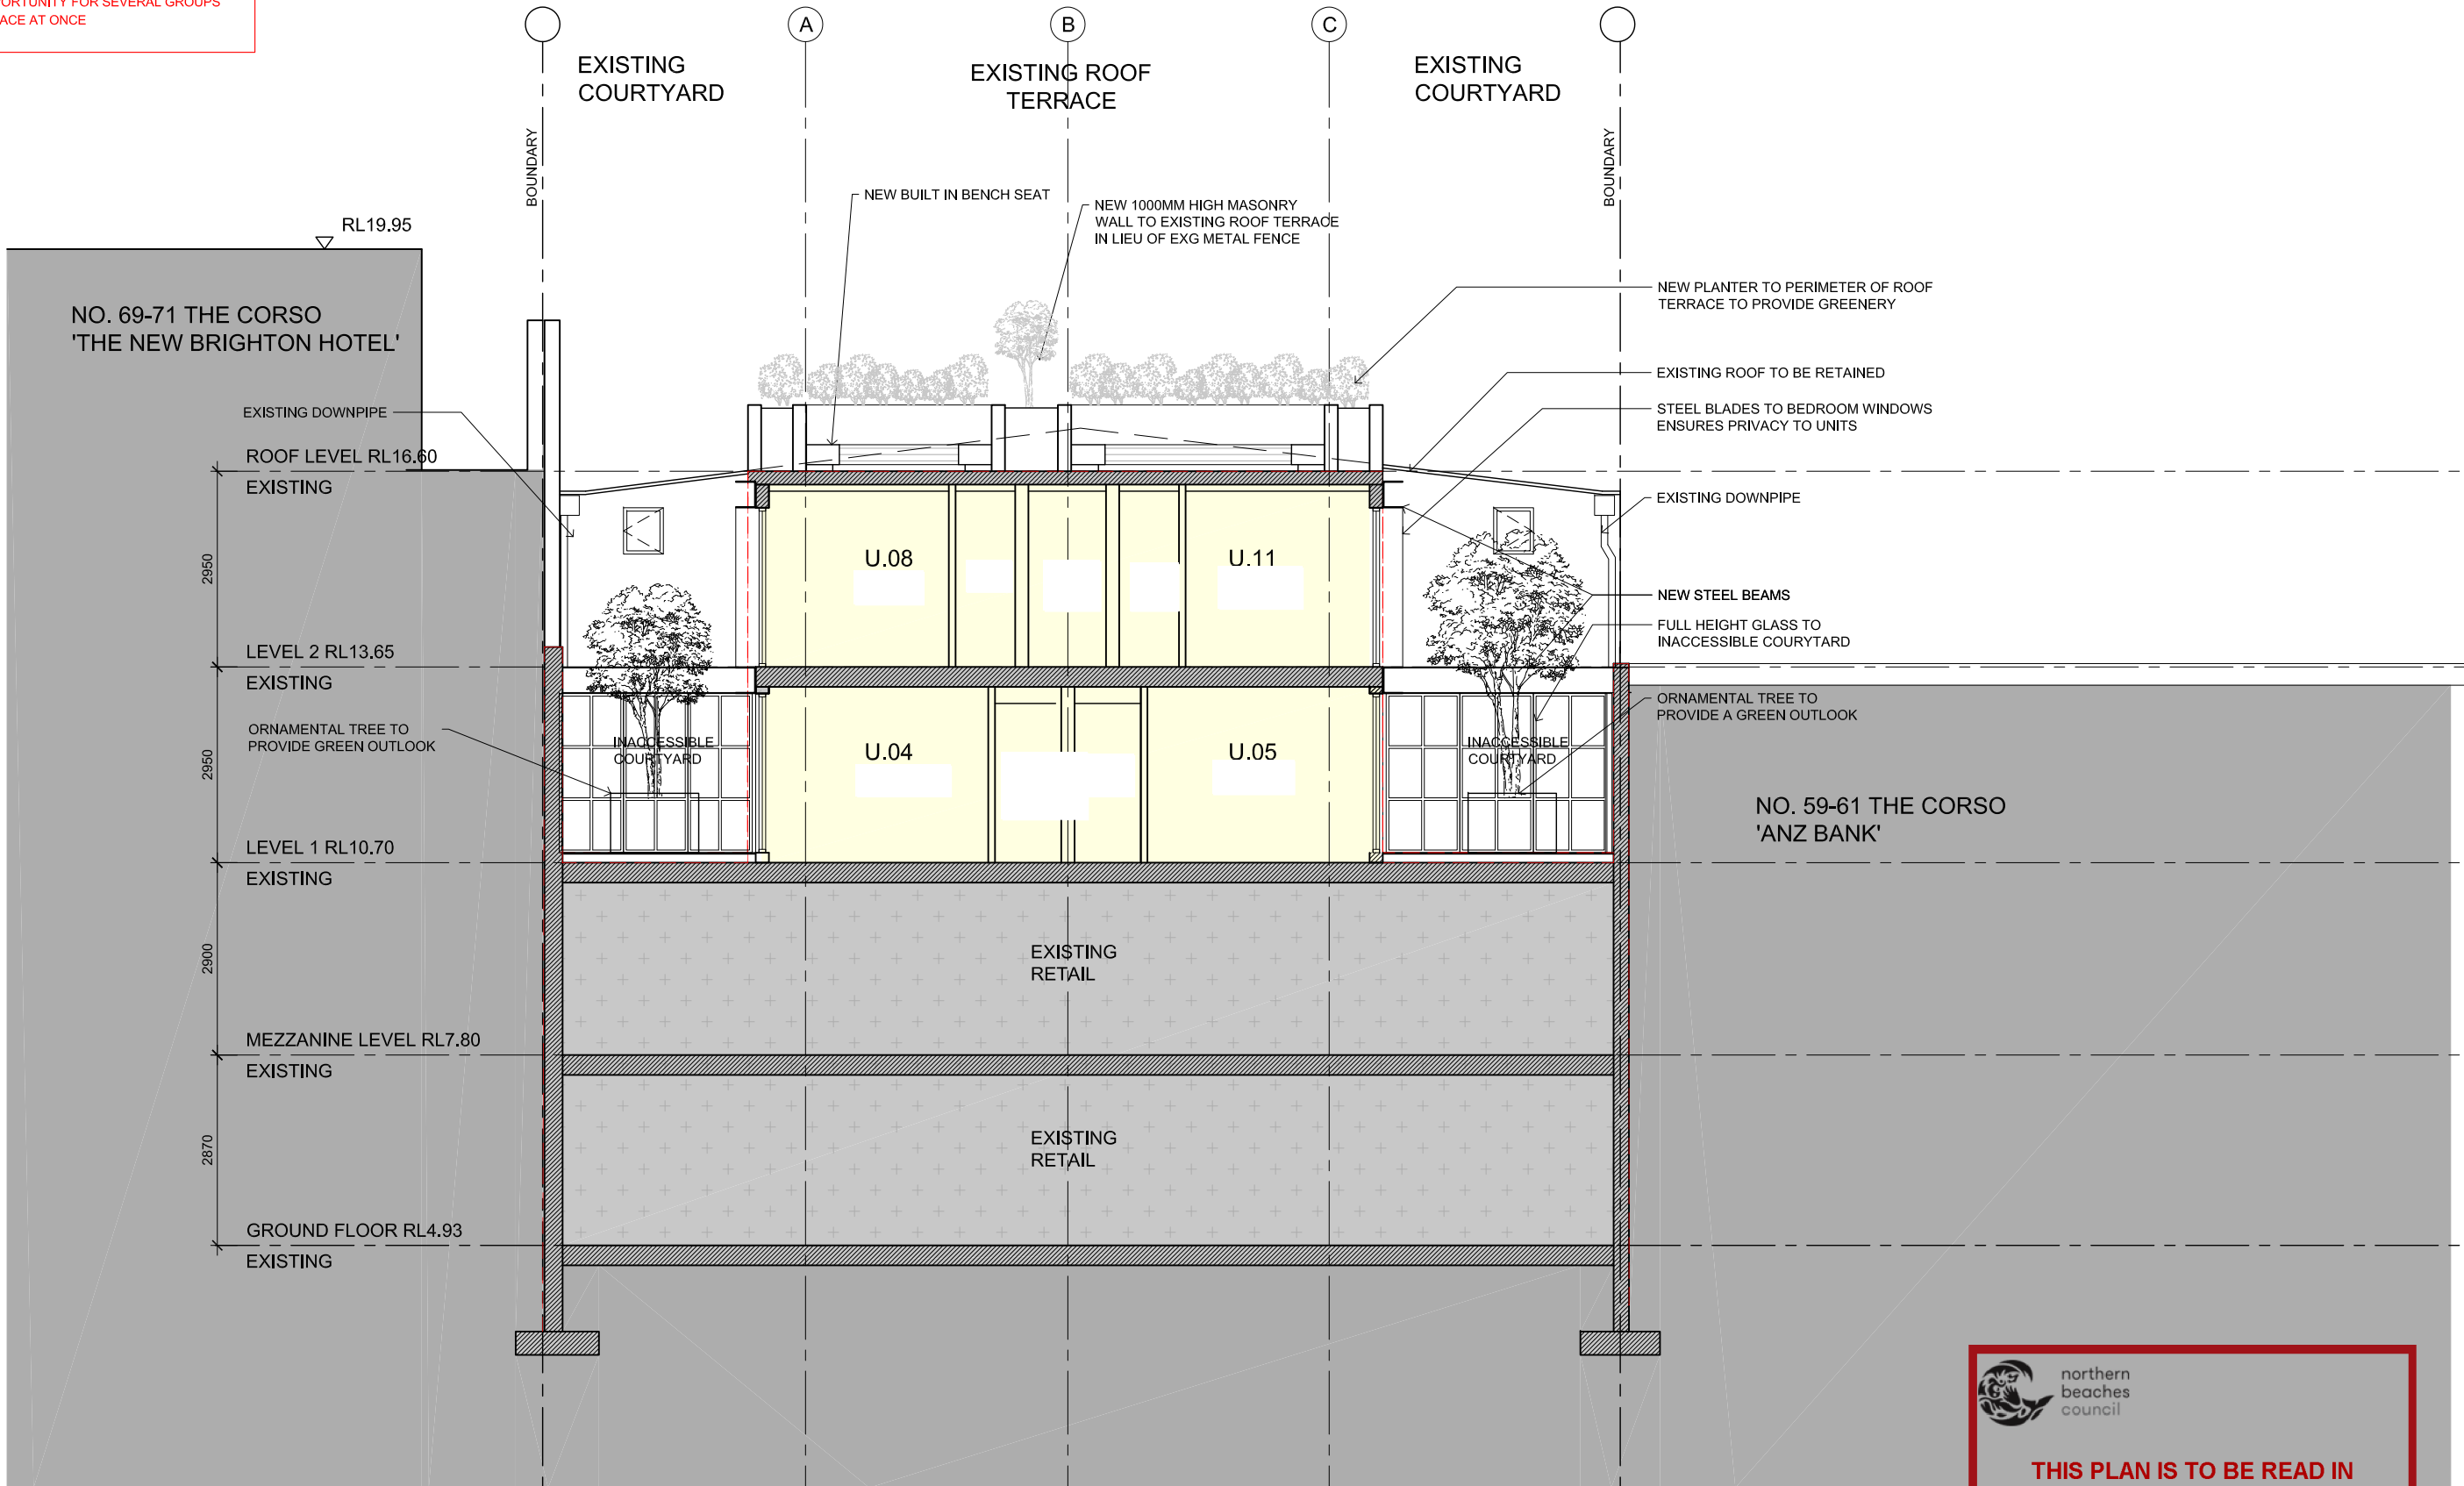 PORTUNITY FOR SEVERAL GROUPS
ACE AT ONCE
A
B
C
EXISTING
COURTYARD
EXISTING ROOF
TERRACE
EXISTING
COURTYARD
BOUNDARY
BOUNDARY
NEW BUILT IN BENCH SEAT
NEW 1000MM HIGH MASONRY
WALL TO EXISTING ROOF TERRACE
IN LIEU OF EXG METAL FENCE
RL19.95
NO. 69-71 THE CORSO
'THE NEW BRIGHTON HOTEL'
NEW PLANTER TO PERIMETER OF ROOF
TERRACE TO PROVIDE GREENERY
EXISTING ROOF TO BE RETAINED
STEEL BLADES TO BEDROOM WINDOWS
ENSURES PRIVACY TO UNITS
EXISTING DOWNPIPE
ROOF LEVEL RL16.60
EXISTING
EXISTING DOWNPIPE
2950
U.08
U.11
NEW STEEL BEAMS
FULL HEIGHT GLASS TO
INACCESSIBLE COURYTARD
LEVEL 2 RL13.65
EXISTING
ORNAMENTAL TREE TO
PROVIDE A GREEN OUTLOOK
ORNAMENTAL TREE TO
PROVIDE GREEN OUTLOOK
2950
INACCESSIBLE
COURTYARD
U.04
U.05
INACCESSIBLE
COURTYARD
NO. 59-61 THE CORSO
'ANZ BANK'
LEVEL 1 RL10.70
EXISTING
2900
EXISTING
RETAIL
MEZZANINE LEVEL RL7.80
EXISTING
2870
EXISTING
RETAIL
GROUND FLOOR RL4.93
EXISTING
northern
beaches
council
THIS PLAN IS TO BE READ IN